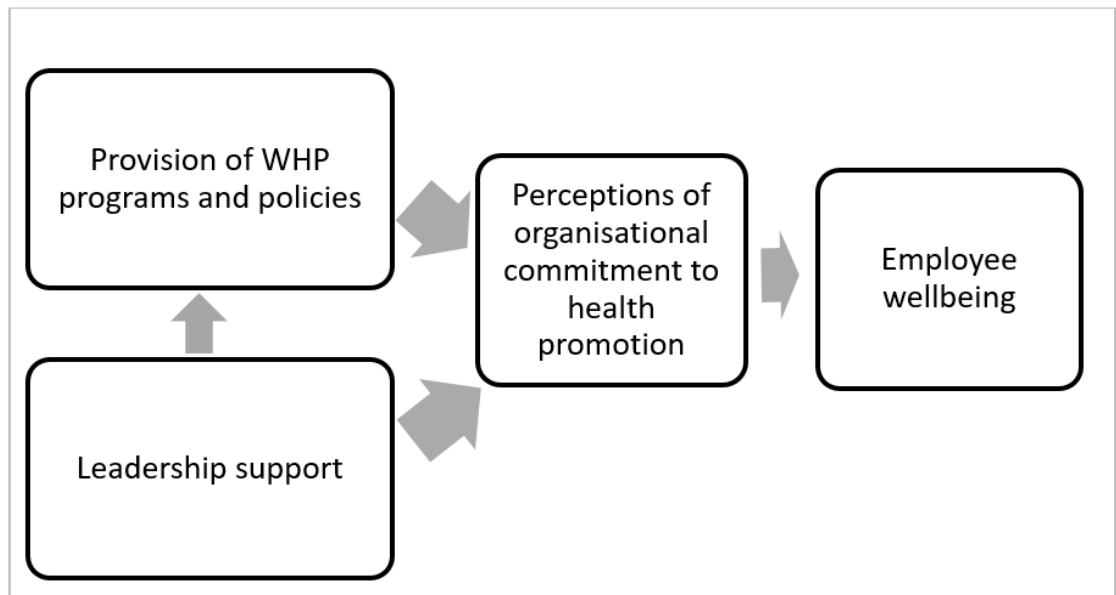 Provision of WHP
programs and policies
Leadership support
Perceptions of
organisational
commitment to
health
promotion
Employee
wellbeing